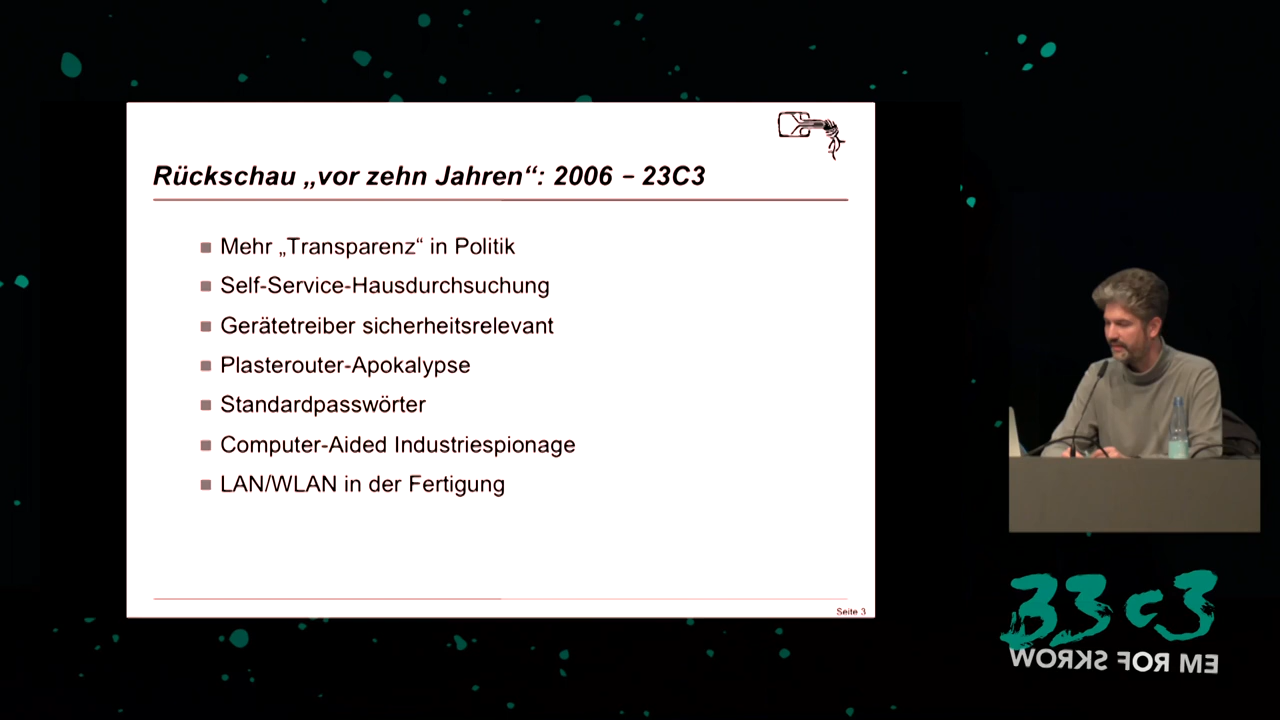 Rückschau „vor zehn Jahren“: 2006 – 23C3
Mehr „Transparenz“ in Politik
Self-Service-Hausdurchsuchung
Gerätetreiber sicherheitsrelevant
Plasterouter-Apokalypse
Standardpasswörter
Computer-Aided Industriespionage
LAN/WLAN in der Fertigung
Seite 3
33c3
WORKS FOR ME